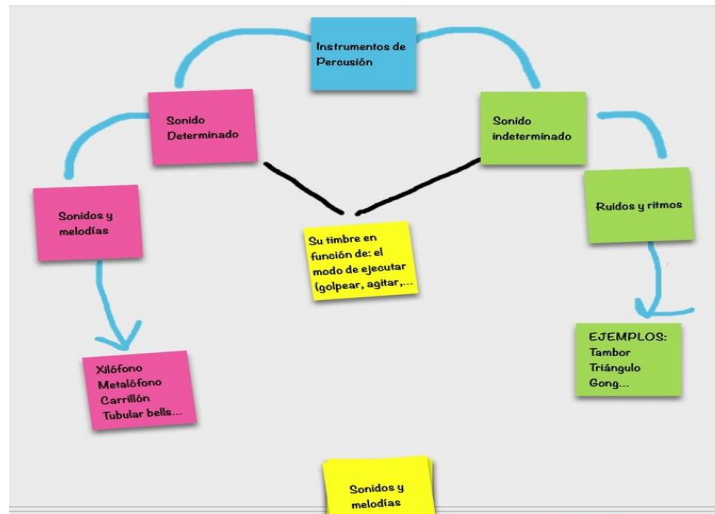 Instrumentos de
Percusión
Sonido
Determinado
Sonido
indeterminado
Sonidos y
melodías
Ruidos y ritmos
Su timbre en
función de: el
modo de ejecutar
(golpear, agitar,...
Xilófono
Metalófono
Carrillón
Tubular bells...
EJEMPLOS:
Tambor
Triángulo
Gong...
Sonidos y
melodías